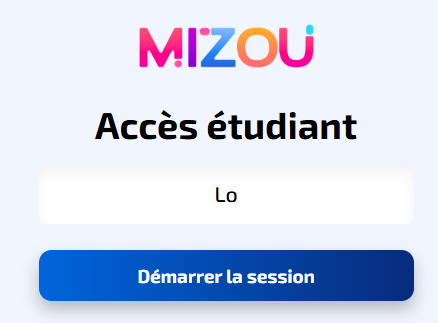 MIZOU
Accès étudiant
Lo
Démarrer la session